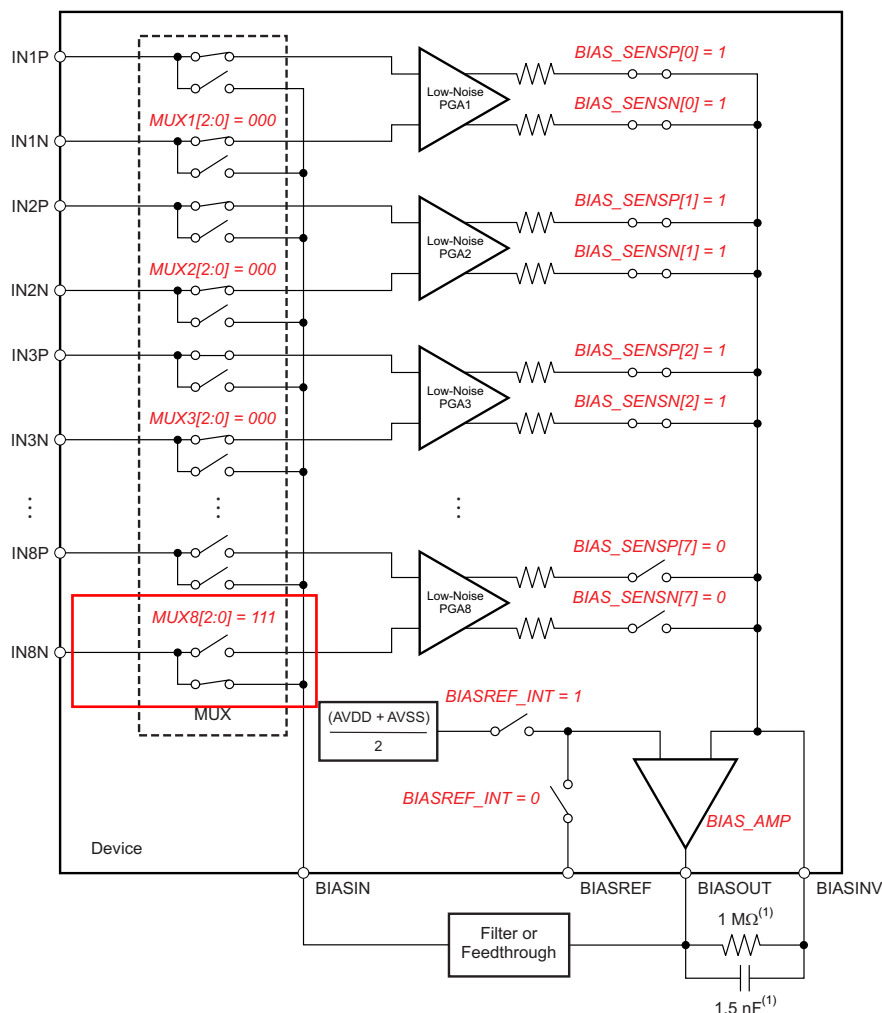 IN1P
BIAS_SENSP[0] = 1
Low-Noise
PGA1
MUX1[2:0] = 000
BIAS_SENSN[0] = 1
IN1N
IN2P
BIAS_SENSP[1] = 1
Low-Noise
PGA2
MUX2[2:0] = 000
BIAS_SENSN[1] = 1
IN2N
IN3P
BIAS_SENSP[2] = 1
Low-Noise
PGA3
MUX3[2:0] = 000
BIAS_SENSN[2] = 1
IN3N
IN8P
BIAS_SENSP[7] = 0
Low-Noise
PGA8
MUX8[2:0] = 111
BIAS_SENSN[7] = 0
IN8N
MUX
BIASREF_INT = 1
(AVDD + AVSS)
2
BIASREF_INT = 0
BIAS_AMP
Device
BIASIN
BIASREF
BIASOUT
BIASINV
Filter or
Feedthrough
1 MΩ(1)
1.5 nF(1)